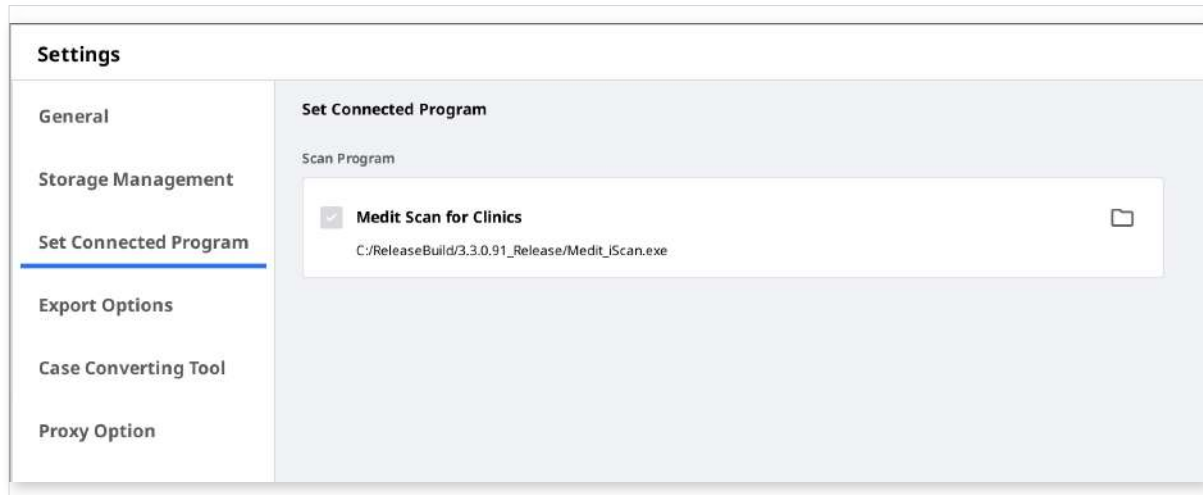 Settings
General
Storage Management
Set Connected Program
Export Options
Case Converting Tool
Proxy Option
Set Connected Program
Scan Program
Medit Scan for Clinics
C:/ReleaseBuild/3.3.0.91_Release/Medit_iScan.exe